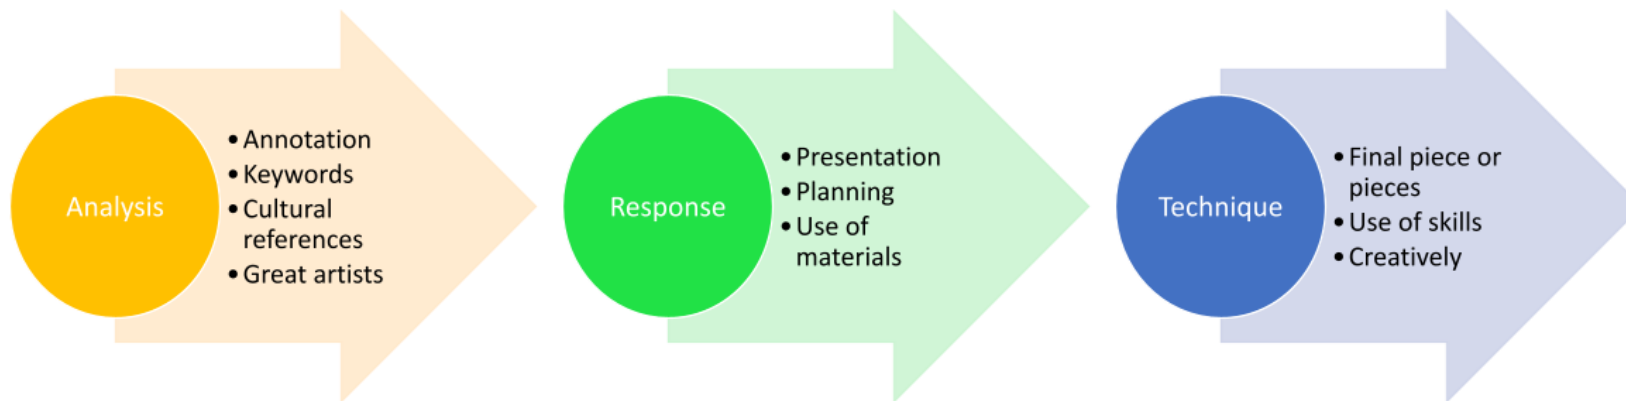 Analysis
• Annotation
• Keywords
• Cultural
references
• Great artists
Response
• Presentation
• Planning
• Use of
materials
Technique
• Final piece or
pieces
• Use of skills
• Creatively